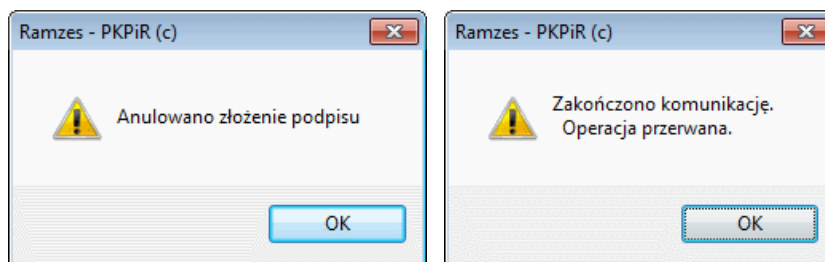 Ramzes - PKPiR (c)
Anulowano złożenie podpisu
OK
Ramzes - PKPiR (c)
Zakończono komunikację.
Operacja przerwana.
OK